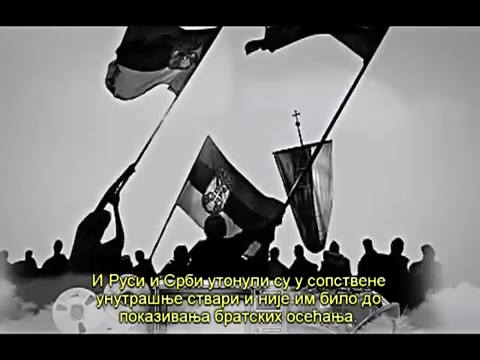 И Руси и Срби утонули су у сопствене
унутрашње ствари и није им било до
показивања братских осећања.